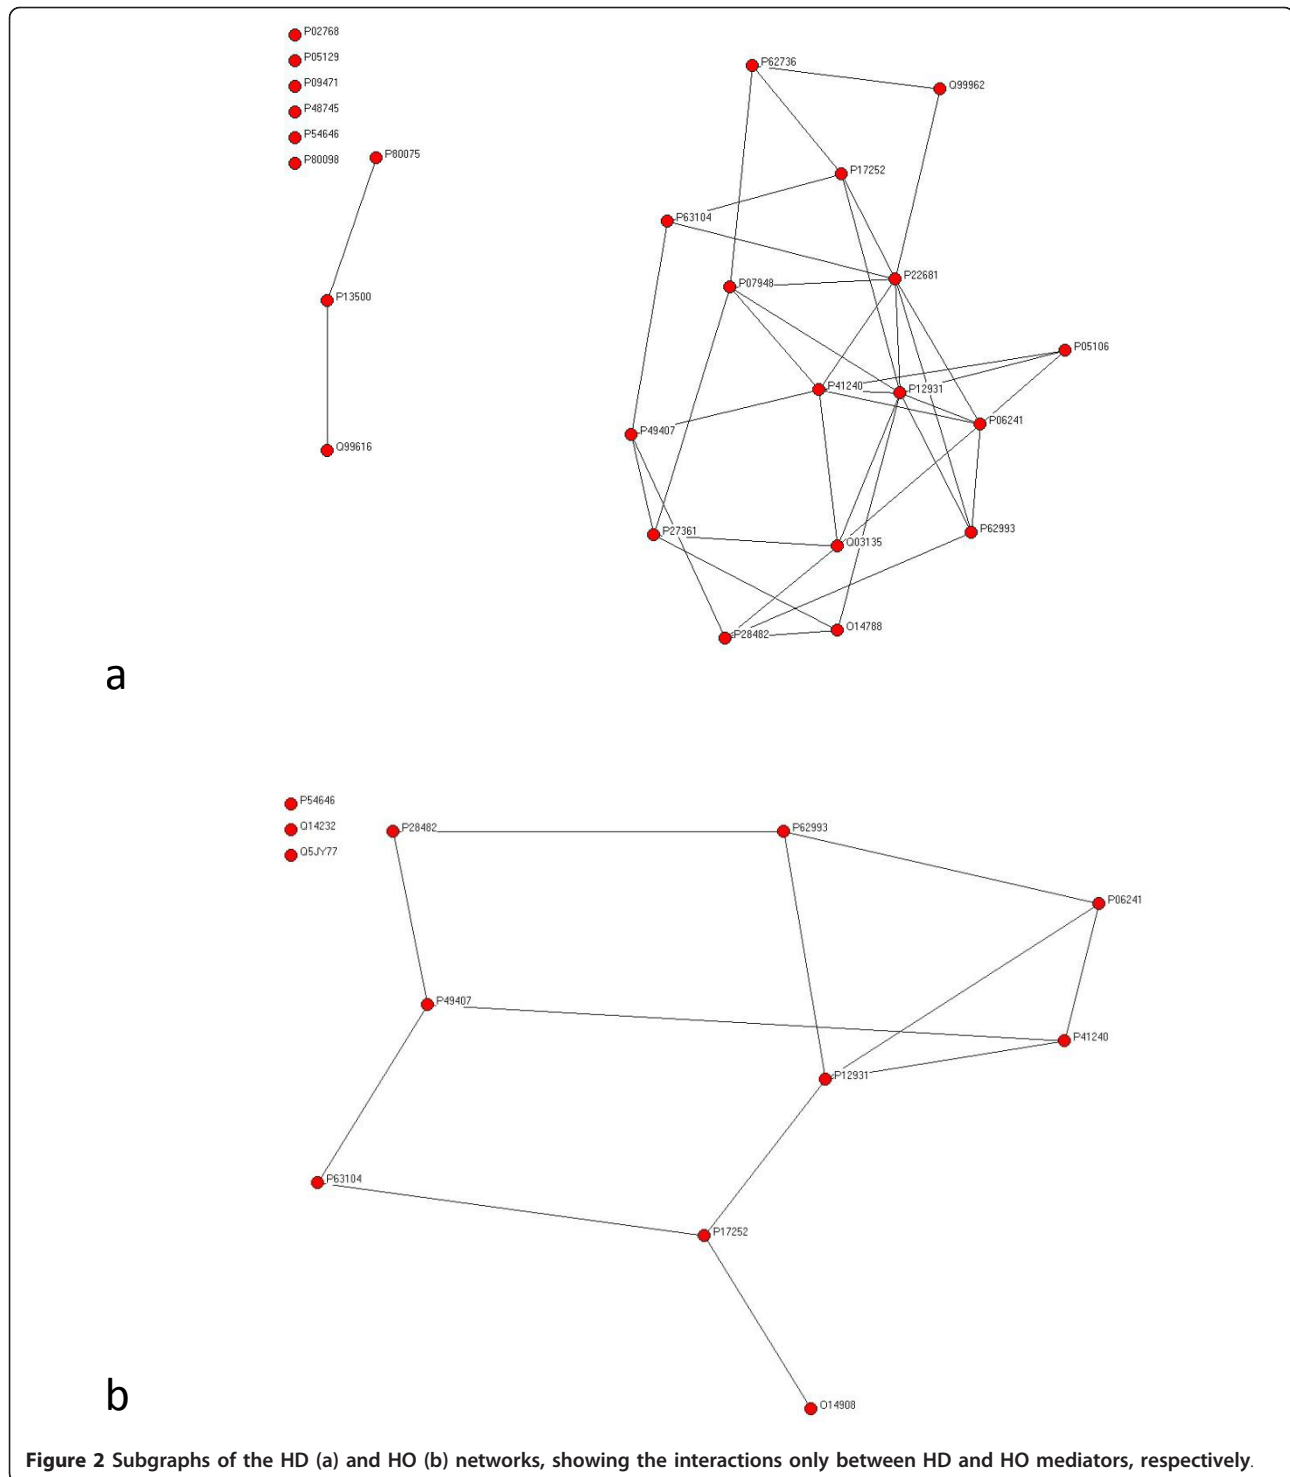 P02768
P05129
P09471
P48745
P54646
P80098
P80075
P13500
Q99616
P62736
Q99962
P17252
P63104
P22681
P07948
P05106
P41240
P12931
P06241
P49407
P27361
Q03135
P62993
P28482
O14788
a
P54646
Q14232
Q5JY77
P28482
P62993
P06241
P49407
P41240
P12931
P63104
P17252
O14908
b
Figure 2 Subgraphs of the HD (a) and HO (b) networks, showing the interactions only between HD and HO mediators, respectively.